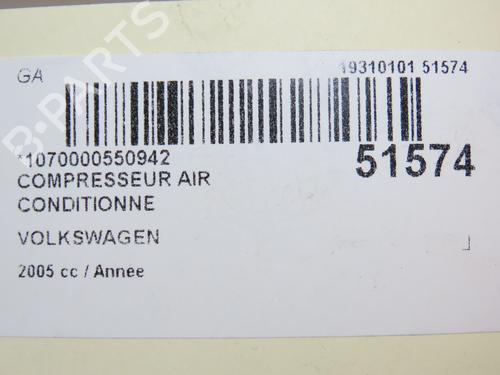 GA
19310101 51574
*1070000550942
51574
COMPRESSEUR AIR
CONDITIONNE
VOLKSWAGEN
2005 cc / Année
B-PARTS